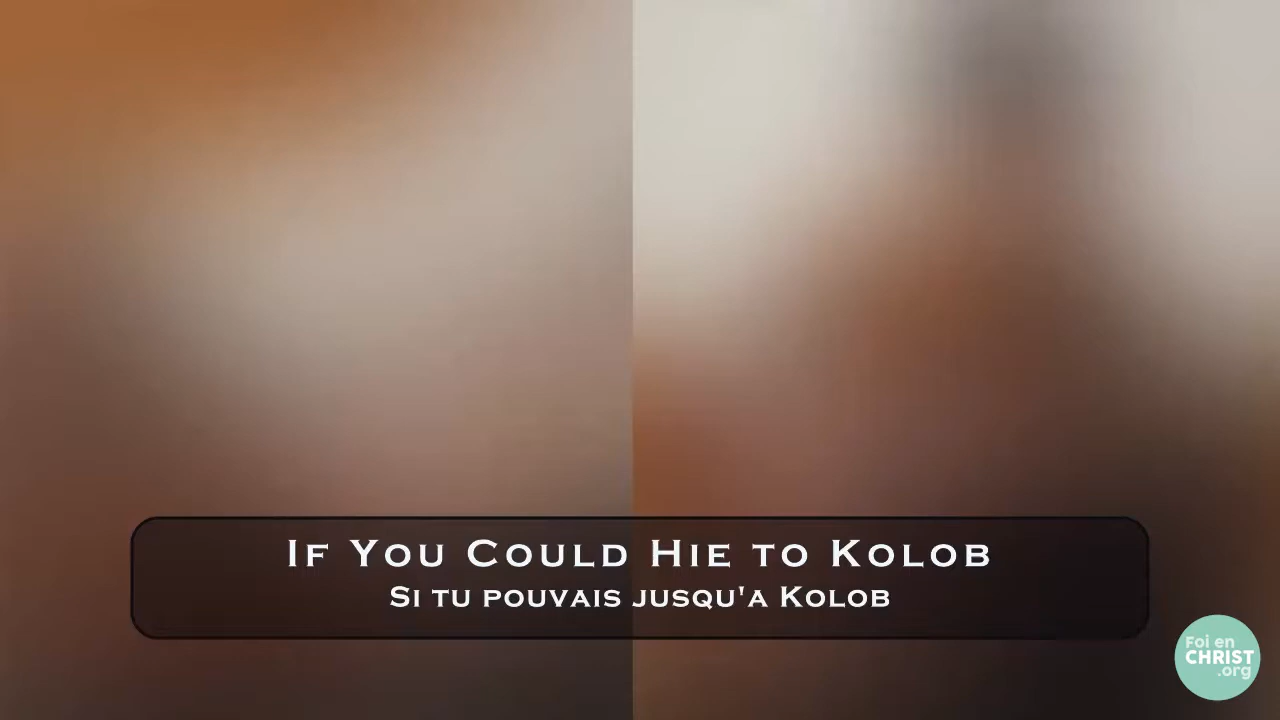 If You Could Hie to Kolob
Si tu pouvais jusqu'a Kolob
Foi en
CHRIST
.org